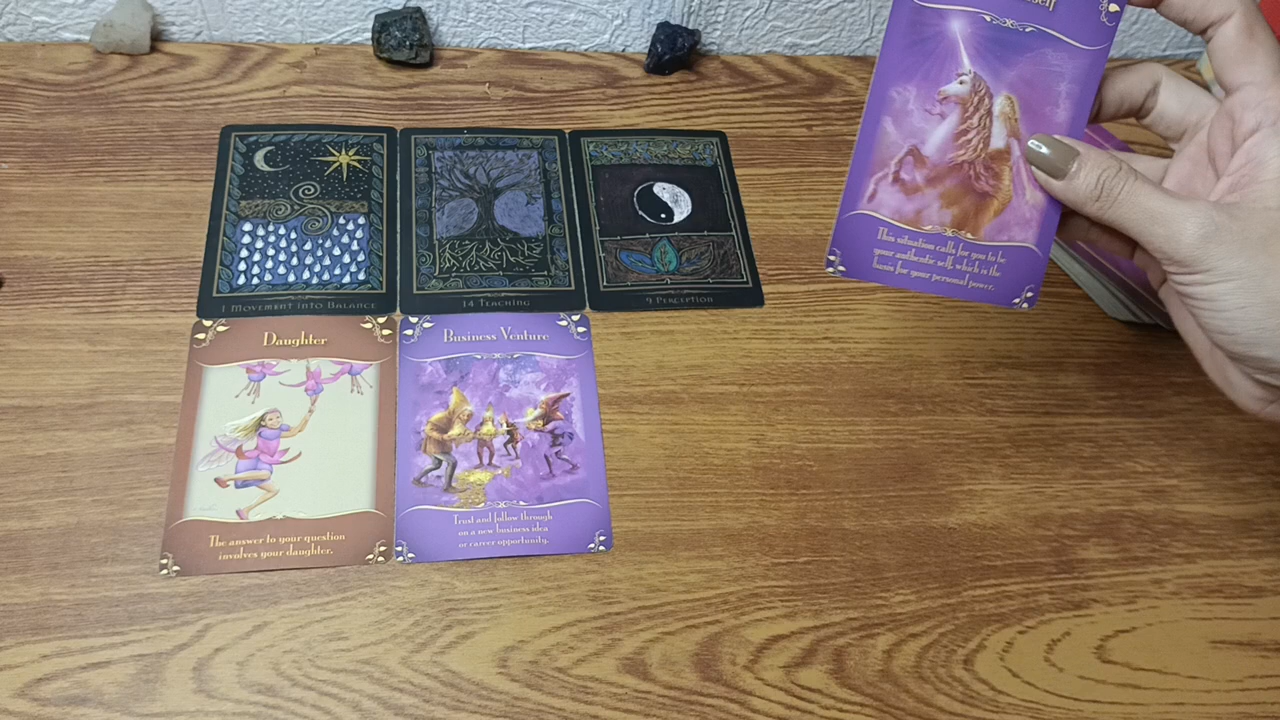 1 MOVEMENT INTO BALANCE
14 TEACHING
9 PERCEPTION
Daughter
The answer to your question
involves your daughter.
Business Venture
Trust and follow through
on a new business idea
or career opportunity.
This situation calls for you to be
your authentic self, which is the
basis for your personal power.